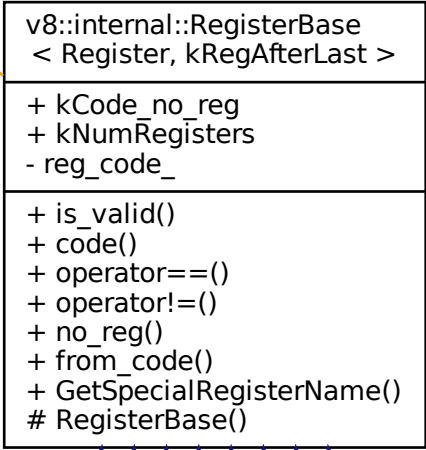 v8::internal::RegisterBase
< Register, kRegAfterLast >
+ kCode_no_reg
+ kNumRegisters
- reg_code_
+ is_valid()
+ code()
+ operator==()
+ operator!=()
+ no_reg()
+ from_code()
+ GetSpecialRegisterName()
# RegisterBase()